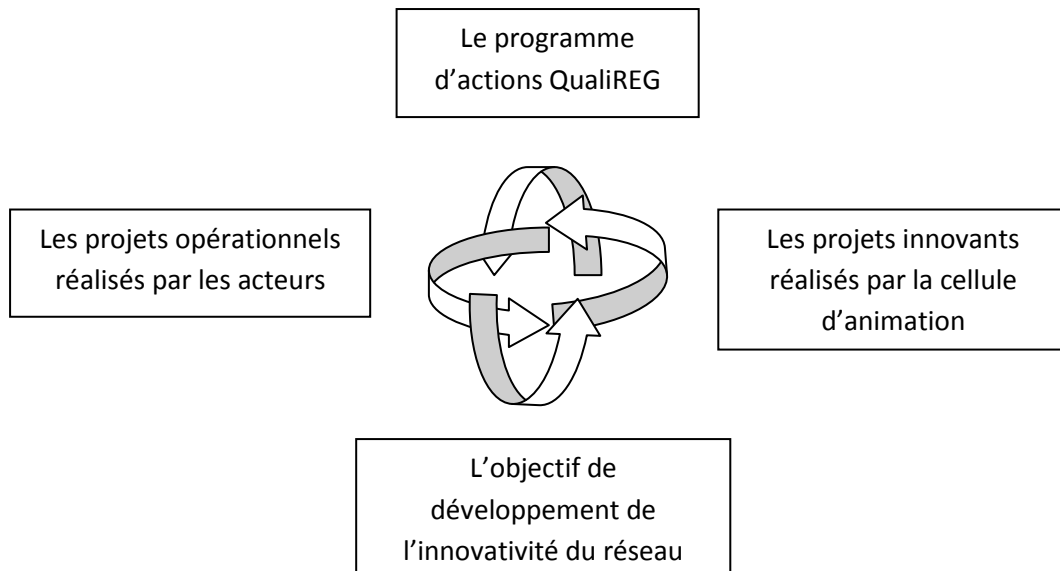 Le programme
d’actions QualiREG
Les projets opérationnels
réalisés par les acteurs
Les projets innovants
réalisés par la cellule
d’animation
L’objectif de
développement de
l’innovativité du réseau